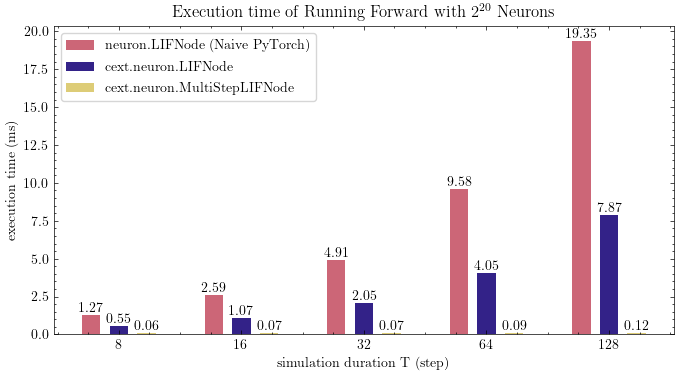 Execution time of Running Forward with 2^20 Neurons
neuron.LIFNode (Naive PyTorch)
cext.neuron.LIFNode
cext.neuron.MultiStepLIFNode
execution time (ms)
20.0
17.5
15.0
12.5
10.0
7.5
5.0
2.5
0.0
1.27 0.55 0.06
2.59 1.07 0.07
4.91 2.05 0.07
9.58 4.05 0.09
19.35 7.87 0.12
8 16 32 64 128
simulation duration T (step)